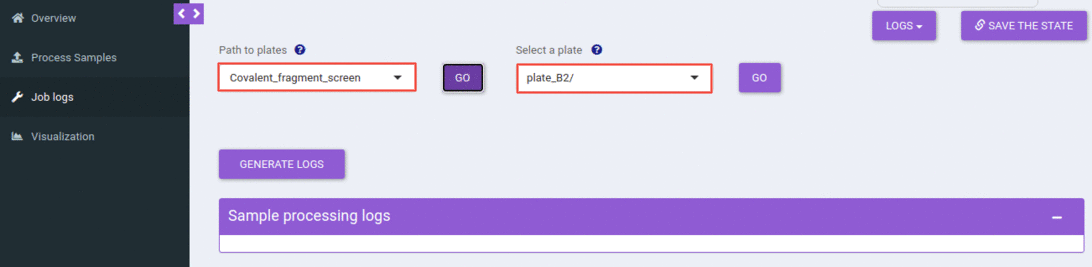 Overview
Process Samples
Job logs
Visualization
LOGS
SAVE THE STATE
Path to plates ?
Select a plate ?
Covalent_fragment_screen
GO
plate_B2/
GO
GENERATE LOGS
Sample processing logs